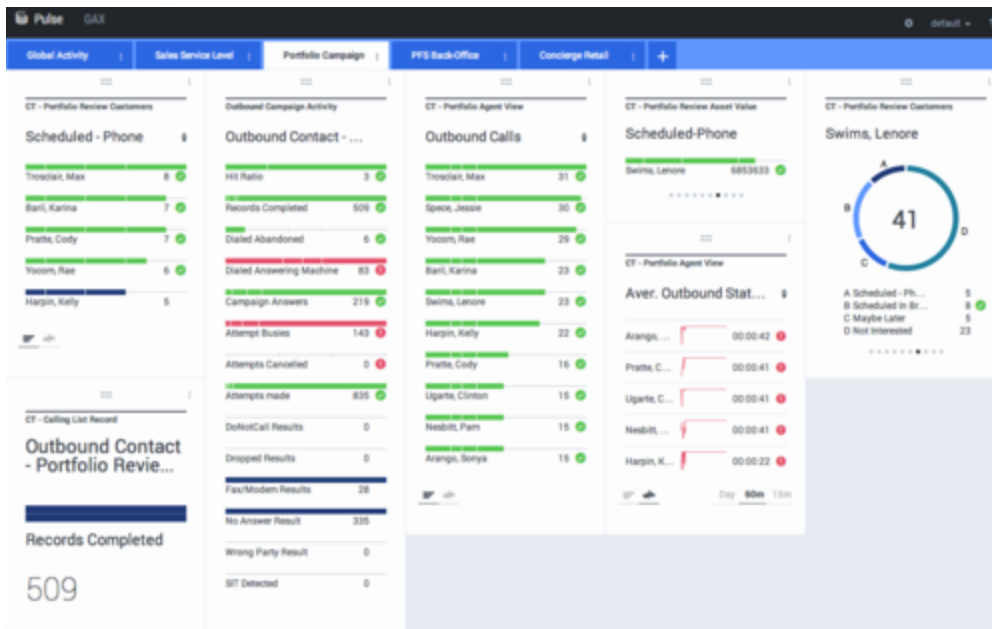 Pulse GAX
default
Global Activity
Sales Service Level
Portfolio Campaign
PFS Back-Office
Concierge Retail
+
CT - Portfolio Review Customers
Scheduled - Phone
Trosclair, Max 8
Baril, Karina 7
Pratte, Cody 7
Yocom, Rae 6
Harpin, Kelly 5
CT - Calling List Record
Outbound Contact
- Portfolio Revie...
Records Completed
509
Outbound Campaign Activity
Outbound Contact - ...
Hit Ratio 3
Records Completed 509
Dialed Abandoned 6
Dialed Answering Machine 83
Campaign Answers 219
Attempt Busies 143
Attempts Cancelled 0
Attempts made 835
DoNotCall Results 0
Dropped Results 0
Fax/Modem Results 28
No Answer Result 335
Wrong Party Result 0
SIT Detected 0
CT - Portfolio Agent View
Outbound Calls
Trosclair, Max 31
Spece, Jessie 30
Yocom, Rae 29
Baril, Karina 23
Swims, Lenore 23
Harpin, Kelly 22
Pratte, Cody 16
Ugarte, Clinton 15
Nesbitt, Pam 15
Arango, Sonya 15
CT - Portfolio Review Asset Value
Scheduled-Phone
Swims, Lenore 6853633
CT - Portfolio Agent View
Aver. Outbound Stat...
Arango, ... 00:00:42
Pratte, C... 00:00:41
Ugarte, C... 00:00:41
Nesbitt, ... 00:00:41
Harpin, K... 00:00:22
Day 60m 15m
CT - Portfolio Review Customers
Swims, Lenore
A
B
41
D
C
A Scheduled - Ph... 5
B Scheduled In Br... 8
C Maybe Later 5
D Not Interested 23